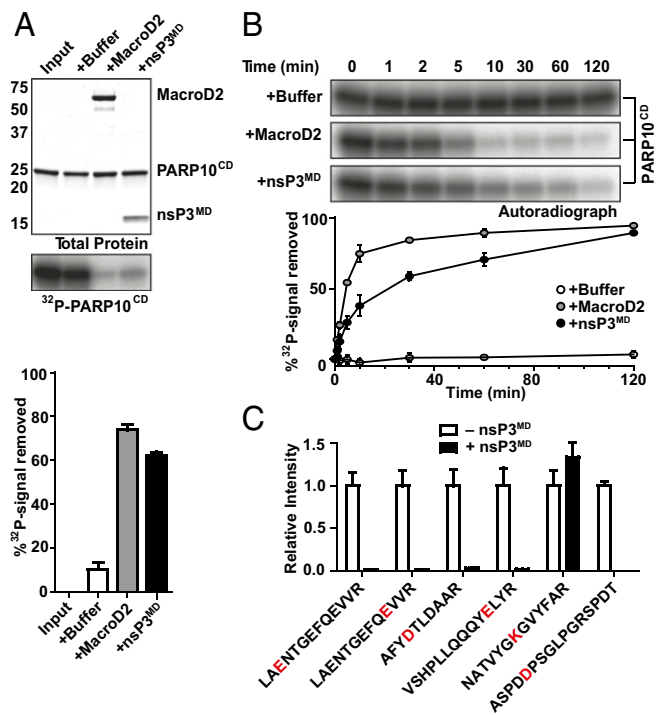 A
Input
+Buffer
+MacroD2
+nsP3MD
75
50
37
25
20
15
MacroD2
PARP10CD
nsP3MD
Total Protein
32P-PARP10CD
%32P-signal removed
100
80
60
40
20
0
Input
+Buffer
+MacroD2
+nsP3MD
B
Time (min) 0 1 2 5 10 30 60 120
+Buffer
+MacroD2
+nsP3MD
PARP10CD
Autoradiograph
% 32P-signal removed
100
50
0
+Buffer
+MacroD2
+nsP3MD
0 40 80 120
Time (min)
C
– nsP3MD
+ nsP3MD
Relative Intensity
1.5
1.0
0.5
0.0
LAENTGEFQEVVR
LAENTGEFQEVVR
AFYDTLDAAR
VSHPLLQQQYELYR
NATVYGKGVYFAR
ASPDDPSGLPGRSPDT